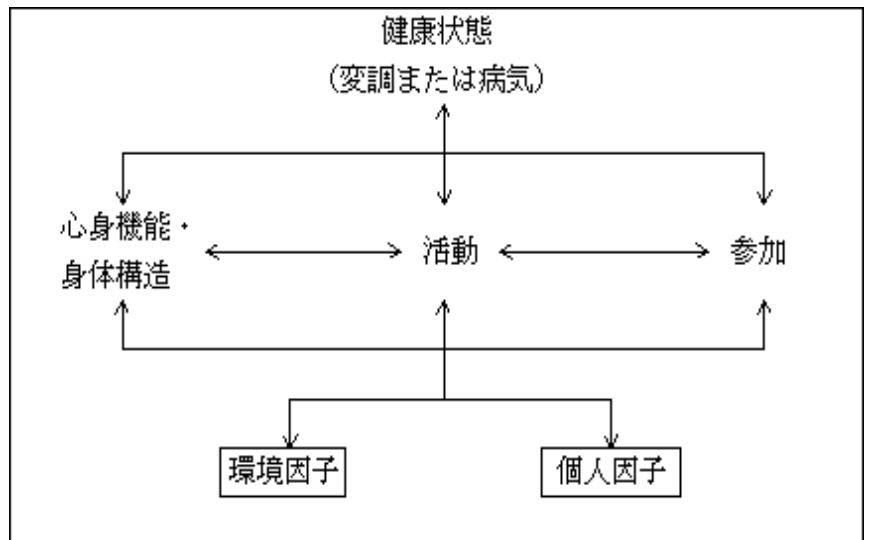 健康状態
(変調または病気)
心身機能・
身体構造
活動
参加
環境因子
個人因子